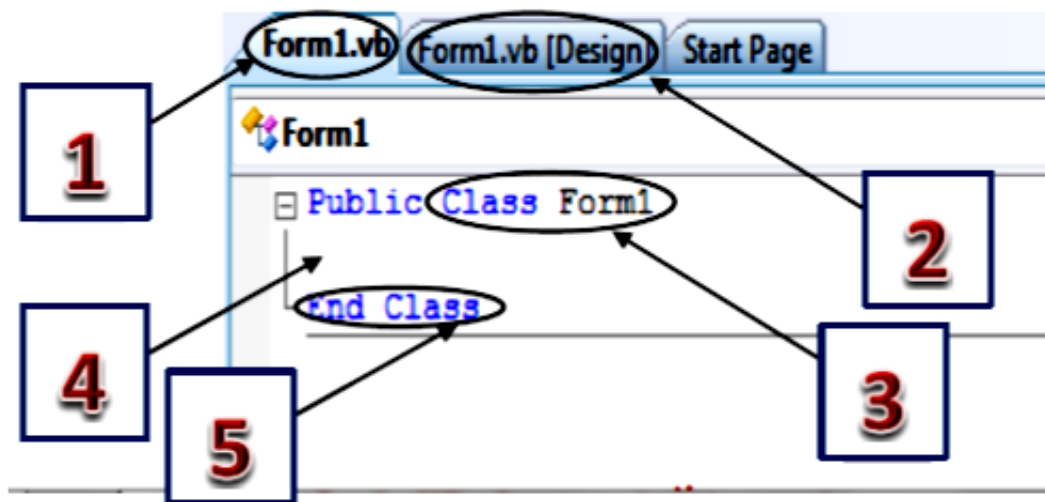 Form1.vb Form1.vb [Design] Start Page
1
Form1
Public Class Form1
2
End Class
4
3
5